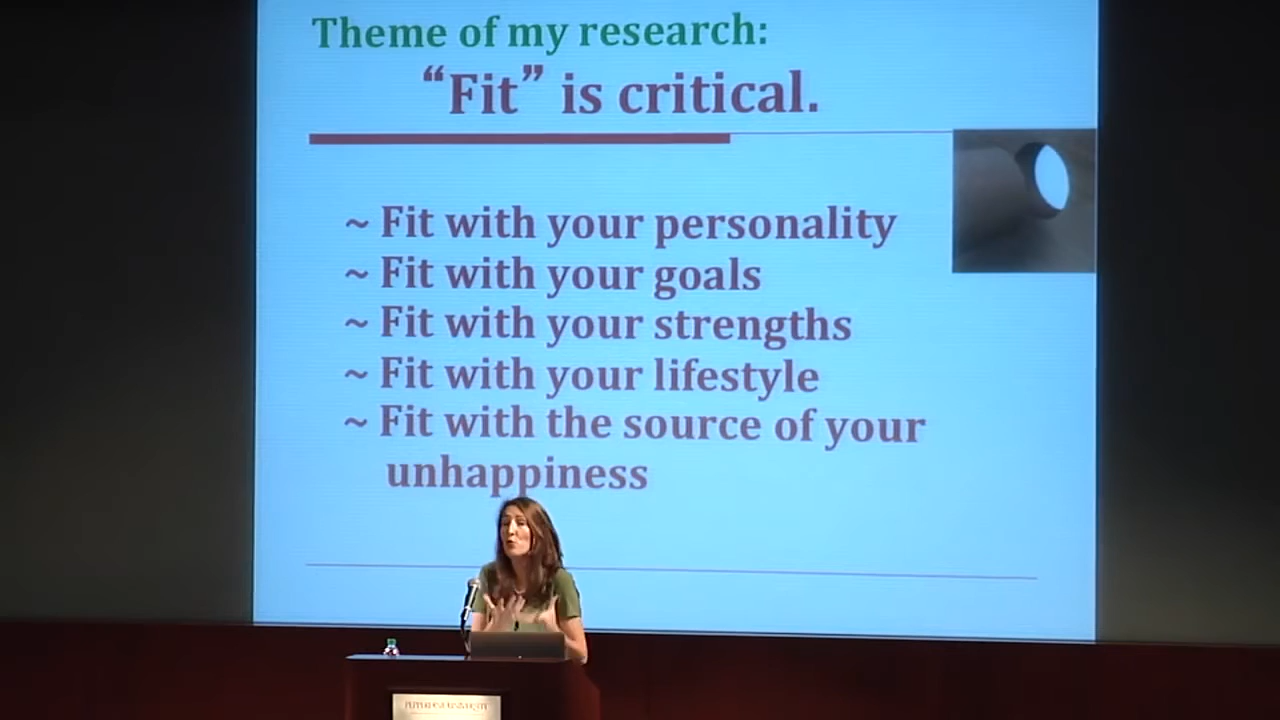 Theme of my research:
“Fit” is critical.
~ Fit with your personality
~ Fit with your goals
~ Fit with your strengths
~ Fit with your lifestyle
~ Fit with the source of your
unhappiness